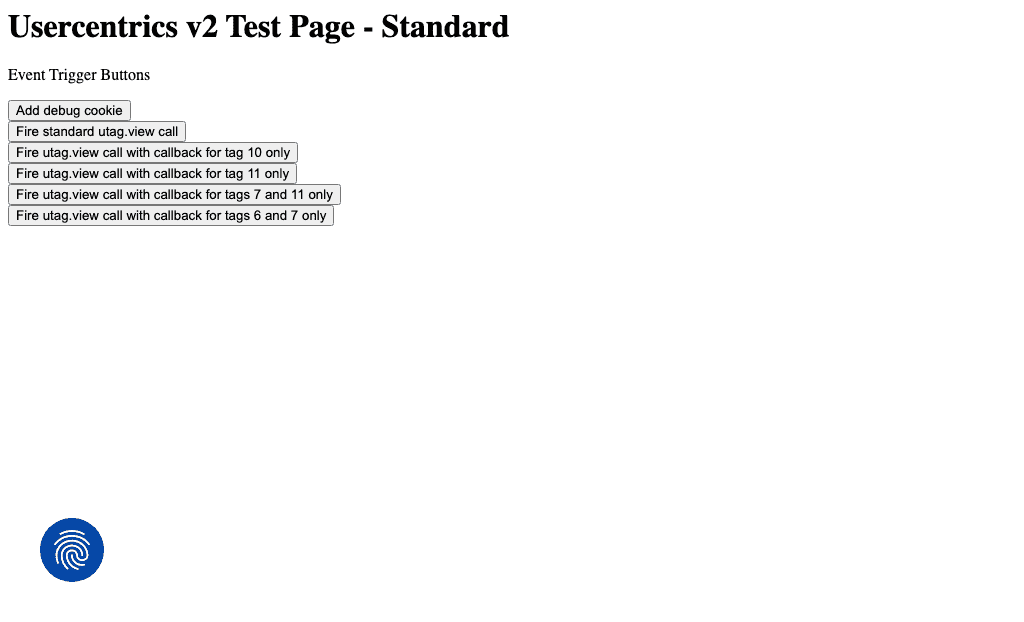 Usercentrics v2 Test Page - Standard
Event Trigger Buttons
Add debug cookie
Fire standard utag.view call
Fire utag.view call with callback for tag 10 only
Fire utag.view call with callback for tag 11 only
Fire utag.view call with callback for tags 7 and 11 only
Fire utag.view call with callback for tags 6 and 7 only